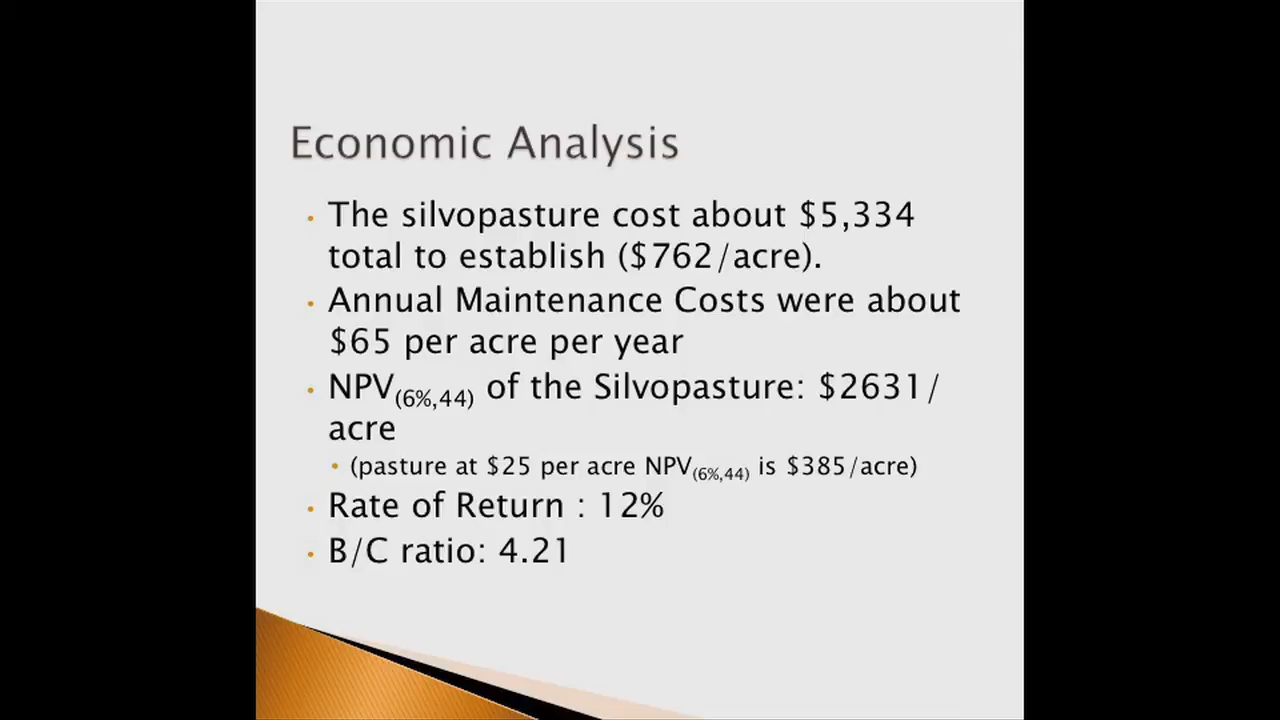 Economic Analysis
• The silvopasture cost about $5,334
total to establish ($762/acre).
• Annual Maintenance Costs were about
$65 per acre per year
• NPV(6%,44) of the Silvopasture: $2631/
acre
• (pasture at $25 per acre NPV(6%,44) is $385/acre)
• Rate of Return : 12%
• B/C ratio: 4.21